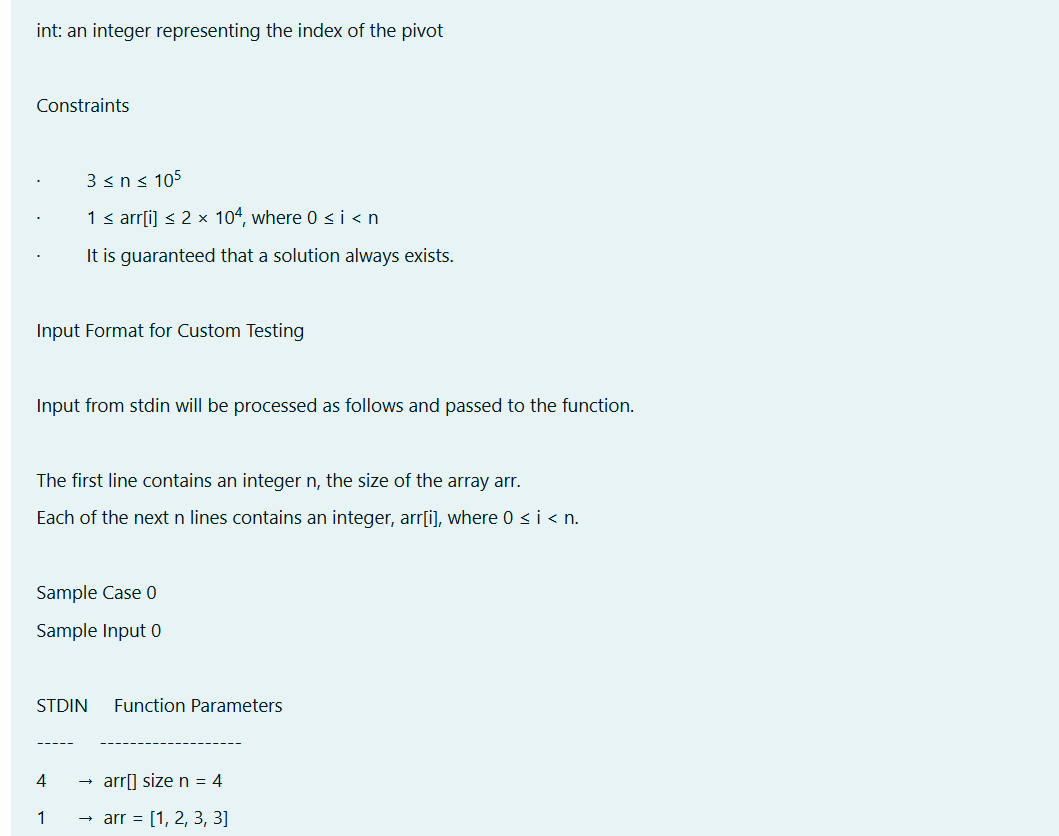 int: an integer representing the index of the pivot
Constraints
· 3 ≤ n ≤ 10⁵
· 1 ≤ arr[i] ≤ 2 × 10⁴, where 0 ≤ i < n
· It is guaranteed that a solution always exists.
Input Format for Custom Testing
Input from stdin will be processed as follows and passed to the function.
The first line contains an integer n, the size of the array arr.
Each of the next n lines contains an integer, arr[i], where 0 ≤ i < n.
Sample Case 0
Sample Input 0
STDIN Function Parameters
----- -------------------
4 → arr[] size n = 4
1 → arr = [1, 2, 3, 3]